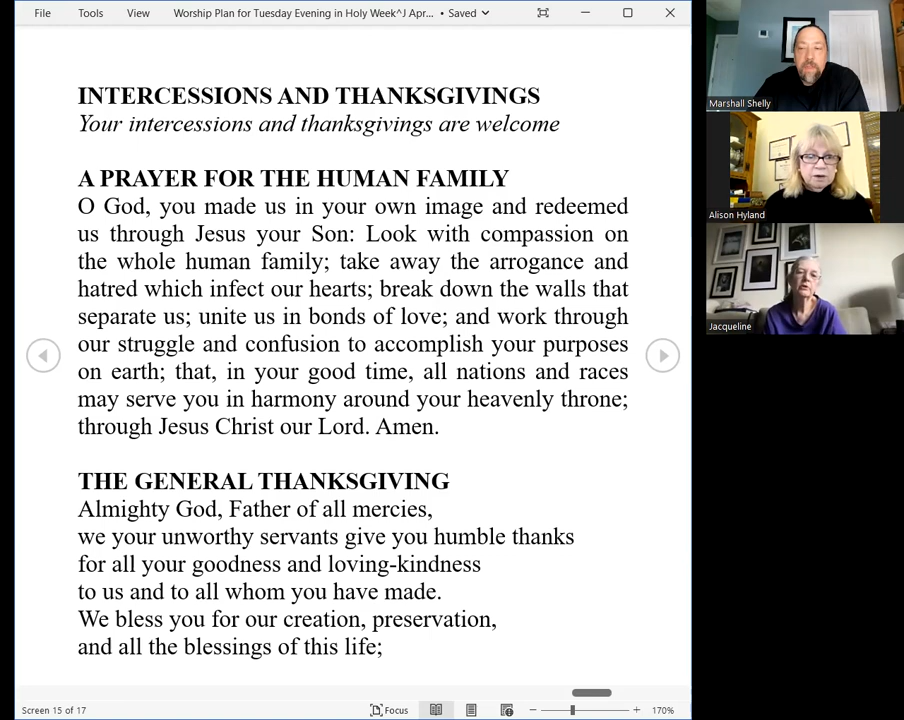 File Tools View Worship Plan for Tuesday Evening in Holy Week^J Apr... • Saved
INTERCESSIONS AND THANKSGIVINGS
Your intercessions and thanksgivings are welcome
A PRAYER FOR THE HUMAN FAMILY
O God, you made us in your own image and redeemed
us through Jesus your Son: Look with compassion on
the whole human family; take away the arrogance and
hatred which infect our hearts; break down the walls that
separate us; unite us in bonds of love; and work through
our struggle and confusion to accomplish your purposes
on earth; that, in your good time, all nations and races
may serve you in harmony around your heavenly throne;
through Jesus Christ our Lord. Amen.
THE GENERAL THANKSGIVING
Almighty God, Father of all mercies,
we your unworthy servants give you humble thanks
for all your goodness and loving-kindness
to us and to all whom you have made.
We bless you for our creation, preservation,
and all the blessings of this life;
Screen 15 of 17 Focus 170%
Marshall Shelly
Alison Hyland
Jacqueline